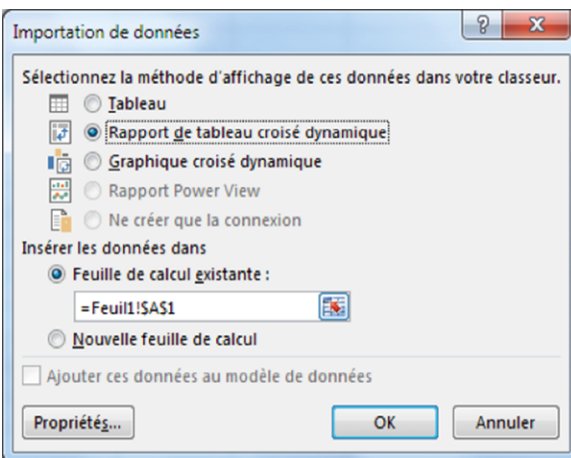 Importation de données
Sélectionnez la méthode d'affichage de ces données dans votre classeur.
Tableau
Rapport de tableau croisé dynamique
Graphique croisé dynamique
Rapport Power View
Ne créer que la connexion
Insérer les données dans
Feuille de calcul existante :
=Feuil1!$A$1
Nouvelle feuille de calcul
Ajouter ces données au modèle de données
Propriétés... OK Annuler